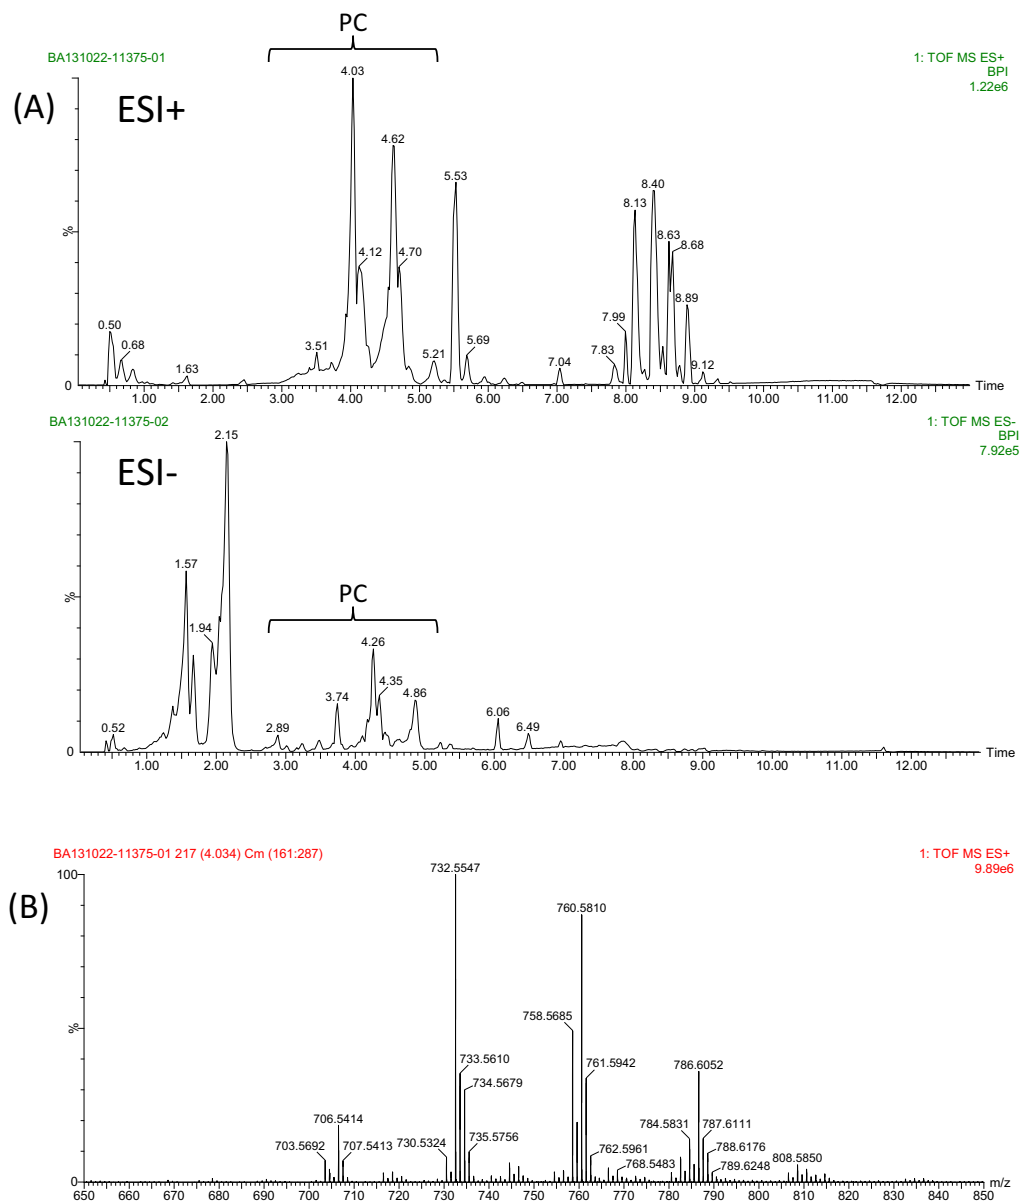 PC
BA131022-11375-01
1: TOF MS ES+
BPI
1.22e6
(A)
ESI+
%
0
0.50
0.68
1.63
3.51
4.03
4.12
4.62
4.70
5.21
5.53
5.69
7.04
7.83
7.99
8.13
8.40
8.63
8.68
8.89
9.12
1.00 2.00 3.00 4.00 5.00 6.00 7.00 8.00 9.00 10.00 11.00 12.00
Time
BA131022-11375-02
1: TOF MS ES-
BPI
7.92e5
ESI-
PC
%
0
0.52
1.57
1.94
2.15
2.89
3.74
4.26
4.35
4.86
6.06
6.49
1.00 2.00 3.00 4.00 5.00 6.00 7.00 8.00 9.00 10.00 11.00 12.00
Time
BA131022-11375-01 217 (4.034) Cm (161:287)
1: TOF MS ES+
9.89e6
(B)
100
%
0
703.5692
706.5414
707.5413
730.5324
732.5547
733.5610
734.5679
735.5756
758.5685
760.5810
761.5942
762.5961
768.5483
784.5831
786.6052
787.6111
788.6176
789.6248
808.5850
650 660 670 680 690 700 710 720 730 740 750 760 770 780 790 800 810 820 830 840 850
m/z